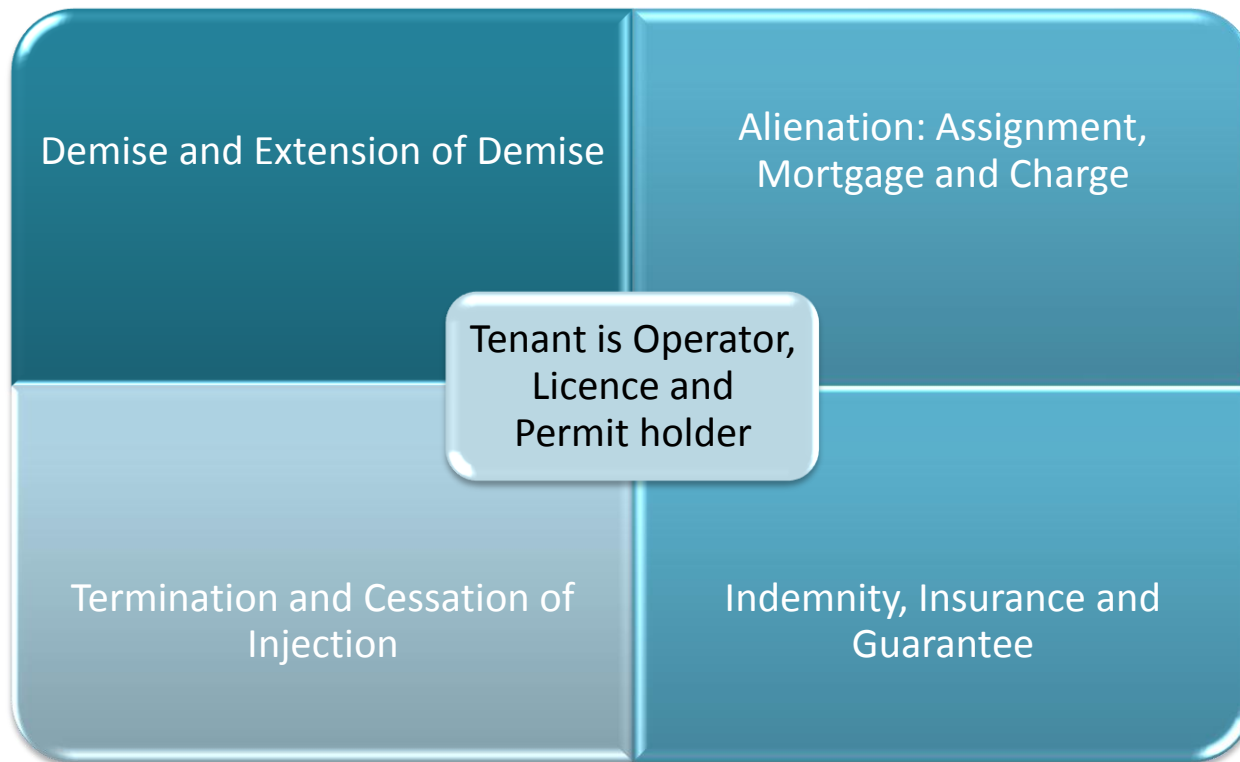 Demise and Extension of Demise
Alienation: Assignment,
Mortgage and Charge
Tenant is Operator,
Licence and
Permit holder
Termination and Cessation of
Injection
Indemnity, Insurance and
Guarantee